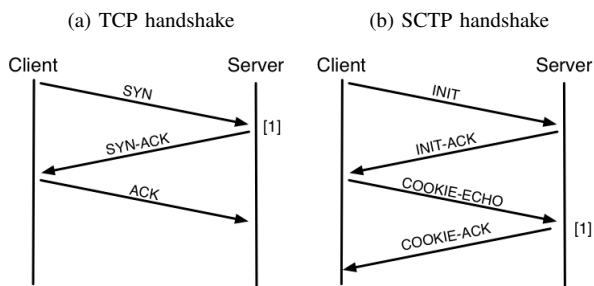 (a) TCP handshake
Client Server
SYN
[1]
SYN-ACK
ACK
(b) SCTP handshake
Client Server
INIT
INIT-ACK
COOKIE-ECHO
[1]
COOKIE-ACK